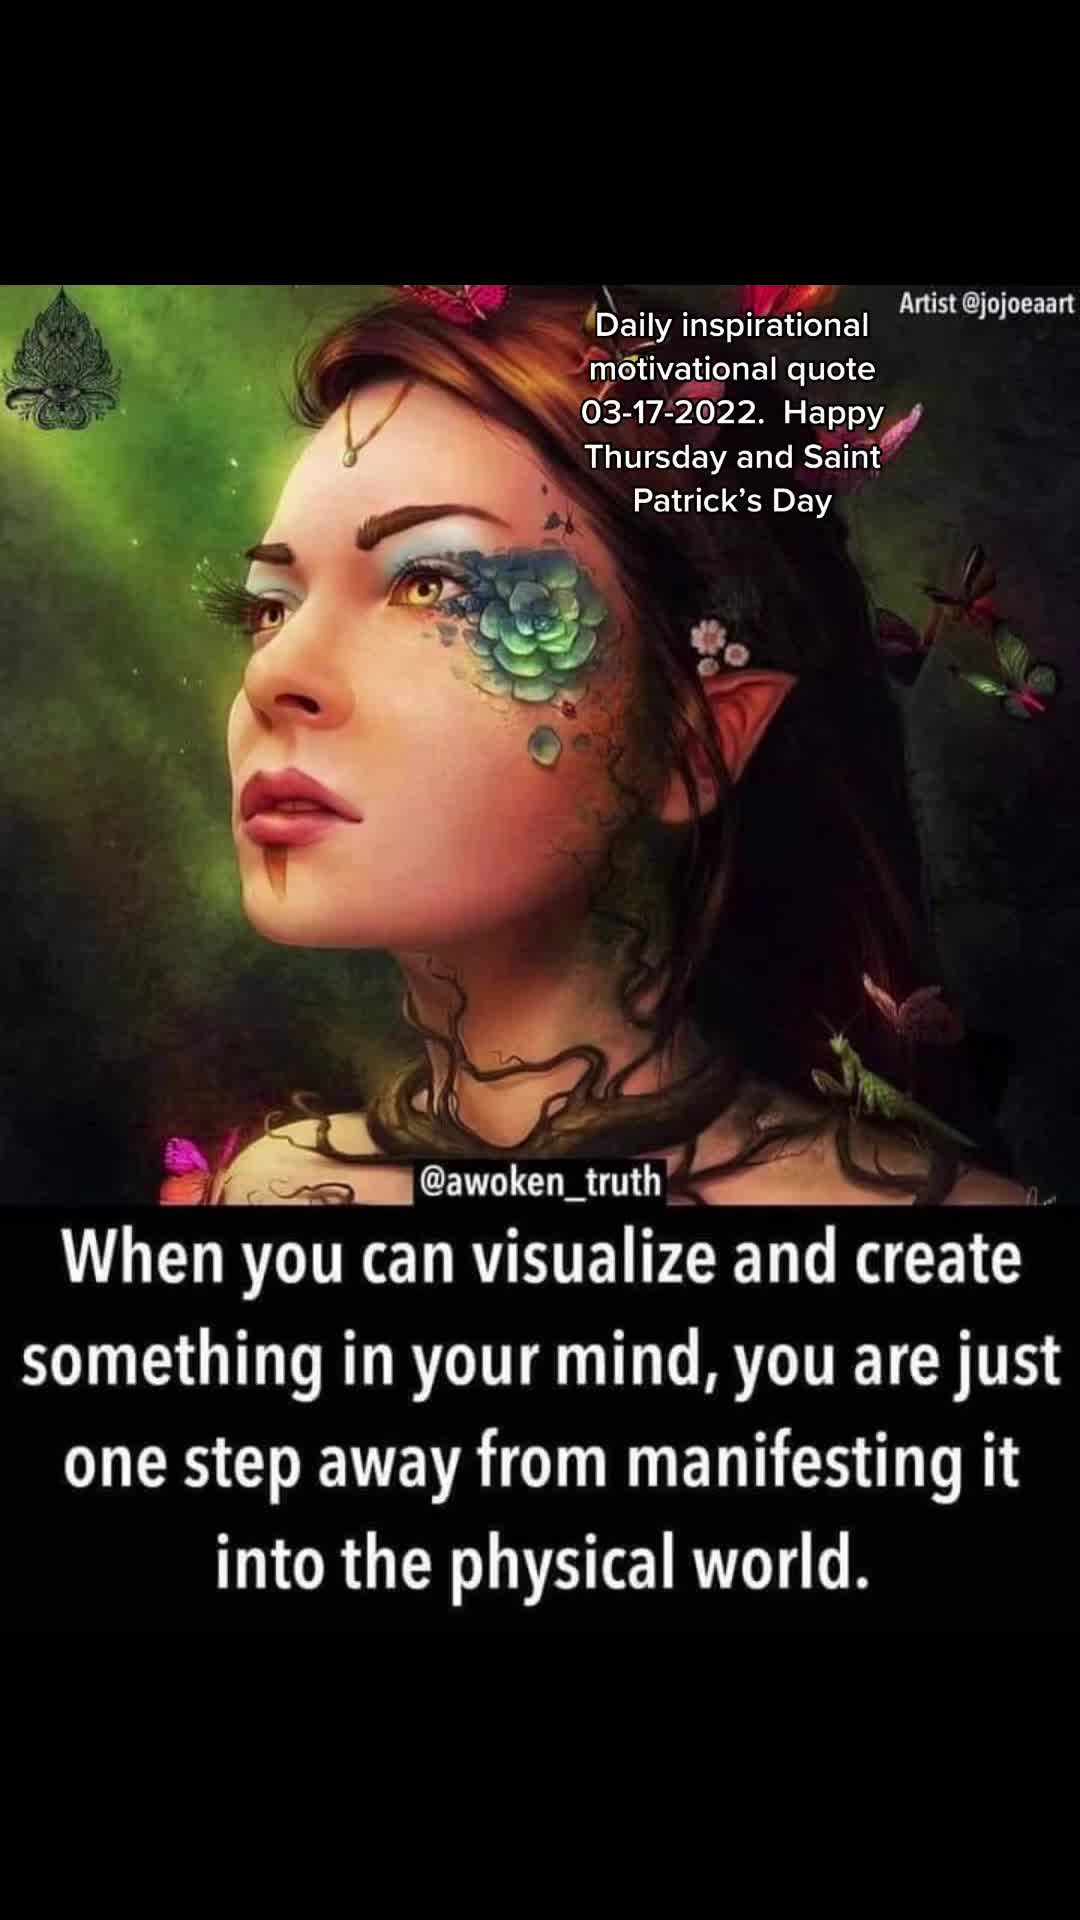 Artist @jojoeaart
Daily inspirational
motivational quote
03-17-2022.  Happy
Thursday and Saint
Patrick’s Day
@awoken_truth
When you can visualize and create
something in your mind, you are just
one step away from manifesting it
into the physical world.